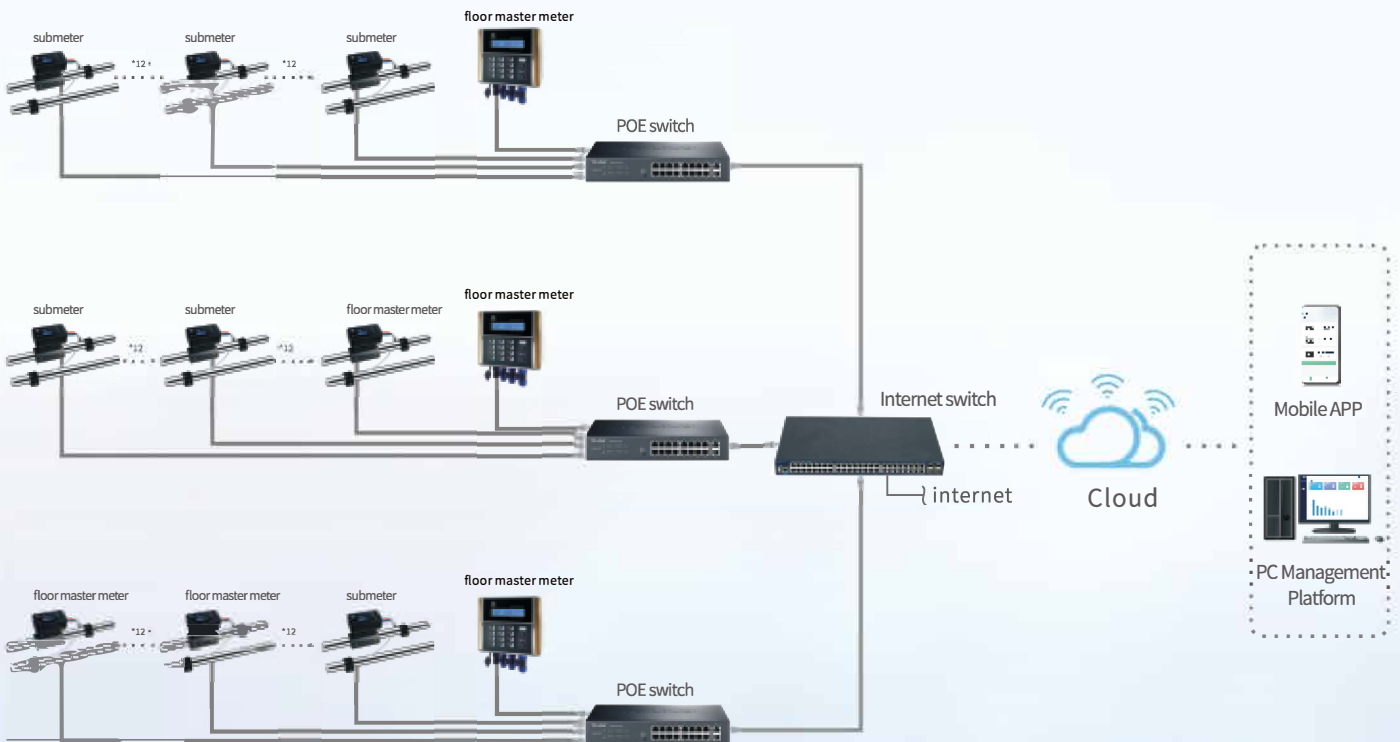 floor master meter
submeter
submeter
submeter
*12
*12
POE switch
floor master meter
submeter
submeter
floor master meter
*12
*12
POE switch
Internet switch
internet
Cloud
Mobile APP
PC Management
Platform
floor master meter
floor master meter
floor master meter
submeter
*12
*12
POE switch